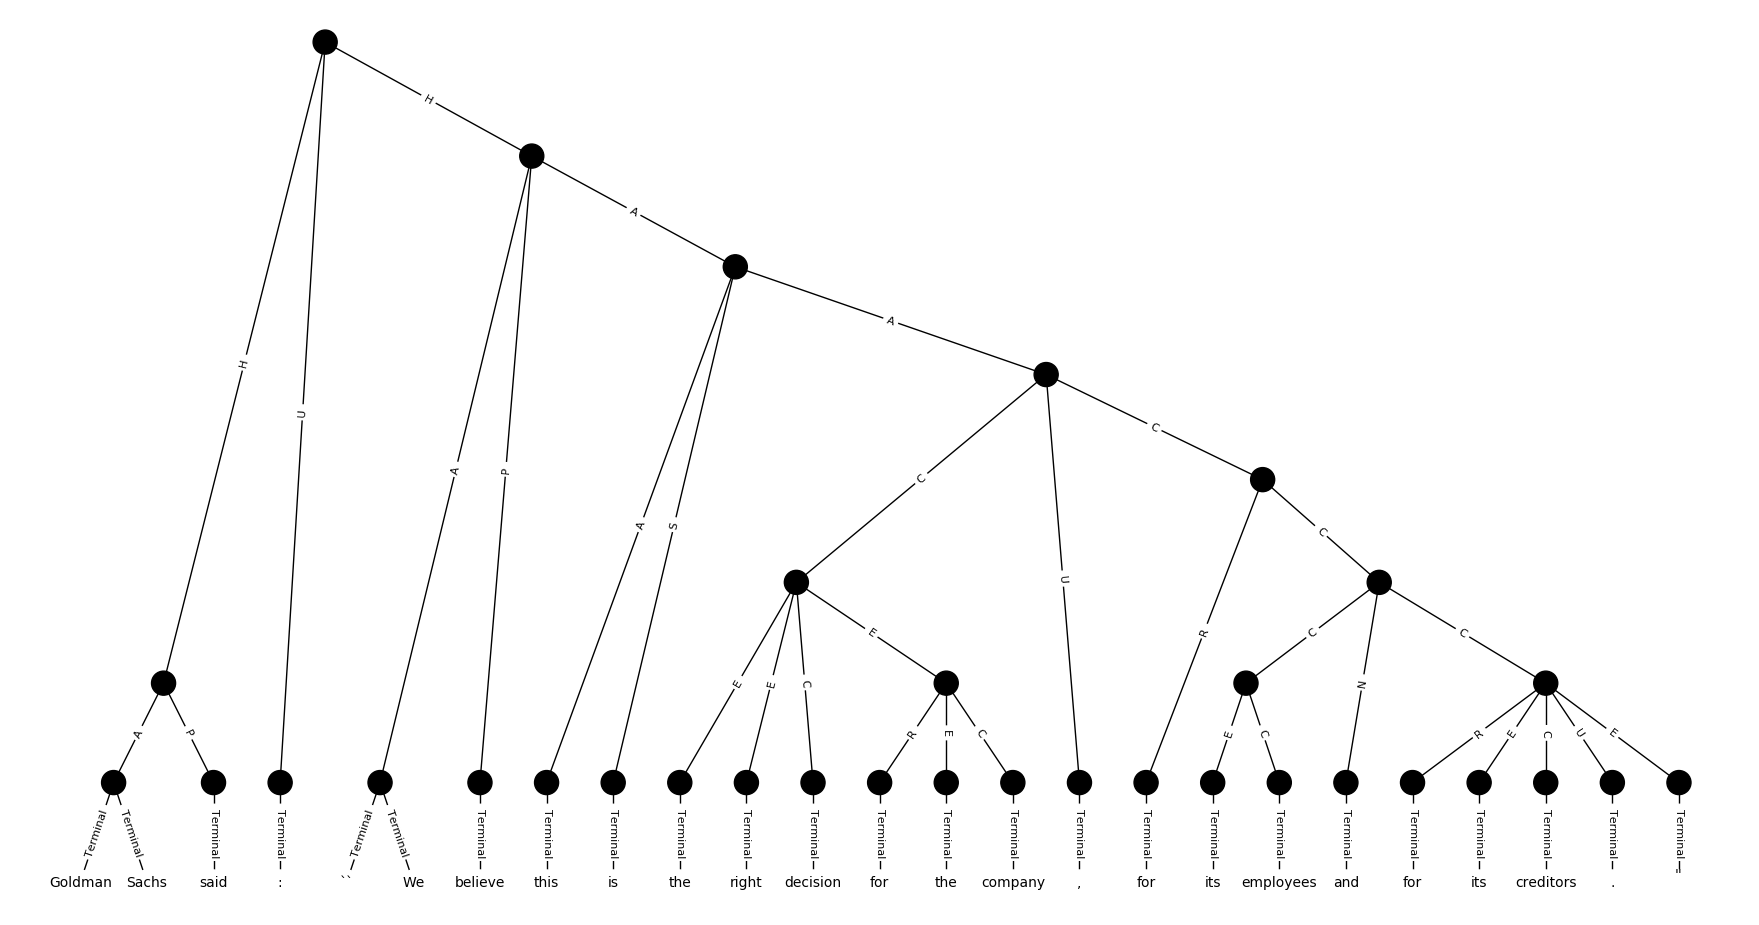 H
A
A
C
H
U
A
P
A
S
C
U
R
C
E
C
C
E
E
C
N
A
P
R
E
C
E
C
R
E
C
U
E
Terminal Terminal Terminal Terminal Terminal Terminal Terminal Terminal Terminal Terminal Terminal Terminal Terminal Terminal Terminal Terminal Terminal Terminal Terminal Terminal Terminal Terminal Terminal Terminal Terminal
Goldman Sachs said : `` We believe this is the right decision for the company , for its employees and for its creditors . "